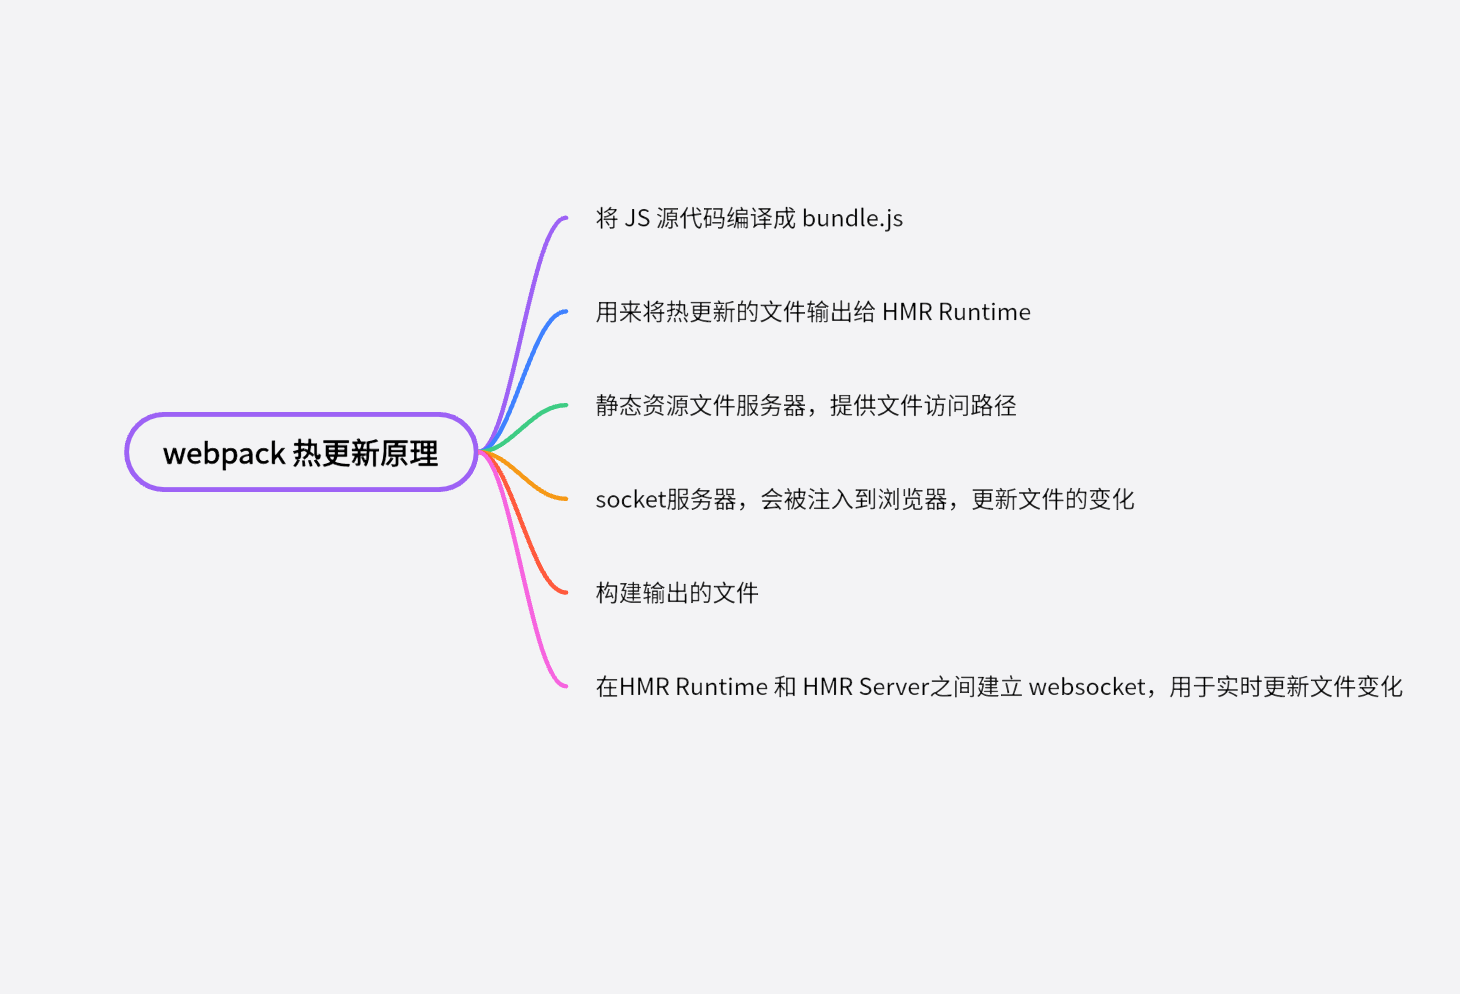 将 JS 源代码编译成 bundle.js
用来将热更新的文件输出给 HMR Runtime
静态资源文件服务器，提供文件访问路径
webpack 热更新原理
socket服务器，会被注入到浏览器，更新文件的变化
构建输出的文件
在HMR Runtime 和 HMR Server之间建立 websocket，用于实时更新文件变化